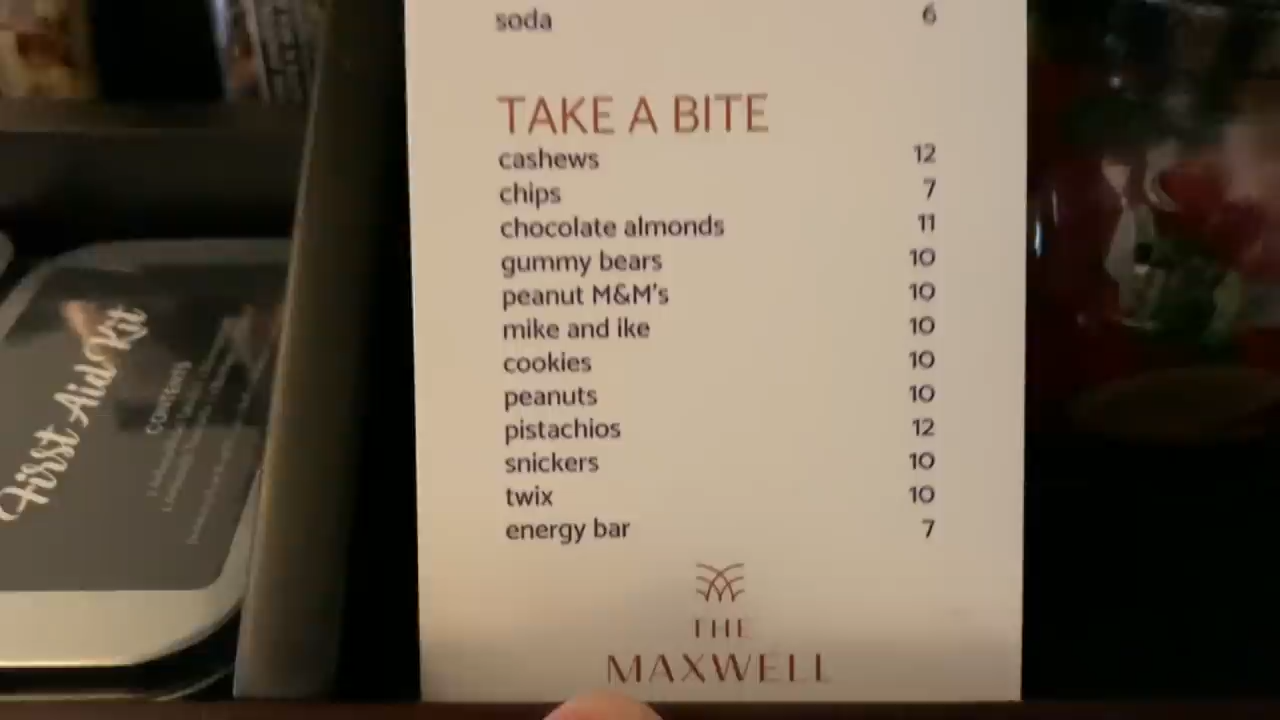 soda 6
TAKE A BITE
cashews 12
chips 7
chocolate almonds 11
gummy bears 10
peanut M&M's 10
mike and ike 10
cookies 10
peanuts 10
pistachios 12
snickers 10
twix 10
energy bar 7
THE
MAXWELL
First Aid Kit
CONTENTS